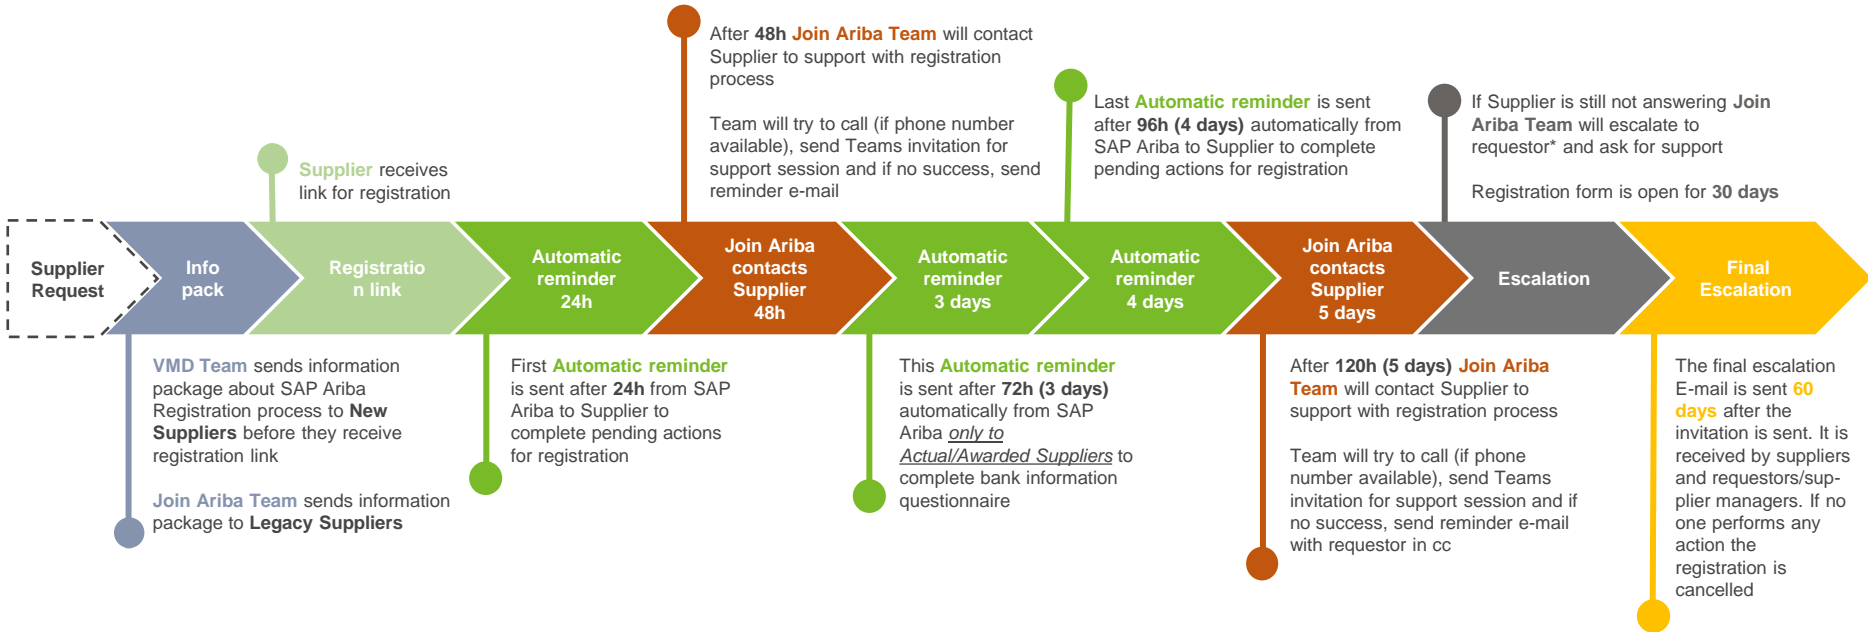 After 48h Join Ariba Team will contact
Supplier to support with registration
process
Team will try to call (if phone number
available), send Teams invitation for
support session and if no success, send
reminder e-mail
Last Automatic reminder is sent
after 96h (4 days) automatically from
SAP Ariba to Supplier to complete
pending actions for registration
If Supplier is still not answering Join
Ariba Team will escalate to
requestor* and ask for support
Registration form is open for 30 days
Supplier receives
link for registration
Supplier
Request
Info
pack
Registratio
n link
Automatic
reminder
24h
Join Ariba
contacts
Supplier
48h
Automatic
reminder
3 days
Automatic
reminder
4 days
Join Ariba
contacts
Supplier
5 days
Escalation
Final
Escalation
VMD Team sends information
package about SAP Ariba
Registration process to New
Suppliers before they receive
registration link
Join Ariba Team sends information
package to Legacy Suppliers
First Automatic reminder
is sent after 24h from SAP
Ariba to Supplier to
complete pending actions
for registration
This Automatic reminder
is sent after 72h (3 days)
automatically from SAP
Ariba only to
Actual/Awarded Suppliers to
complete bank information
questionnaire
After 120h (5 days) Join Ariba
Team will contact Supplier to
support with registration process
Team will try to call (if phone
number available), send Teams
invitation for support session and if
no success, send reminder e-mail
with requestor in cc
The final escalation
E-mail is sent 60
days after the
invitation is sent. It is
received by suppliers
and requestors/sup-
plier managers. If no
one performs any
action the
registration is
cancelled